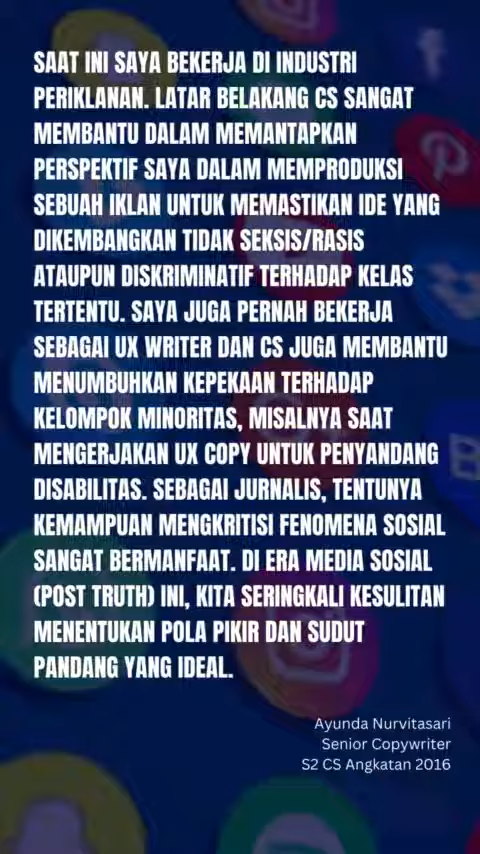 SAAT INI SAYA BEKERJA DI INDUSTRI
PERIKLANAN. LATAR BELAKANG CS SANGAT
MEMBANTU DALAM MEMANTAPKAN
PERSPEKTIF SAYA DALAM MEMPRODUKSI
SEBUAH IKLAN UNTUK MEMASTIKAN IDE YANG
DIKEMBANGKAN TIDAK SEKSIS/RASIS
ATAUPUN DISKRIMINATIF TERHADAP KELAS
TERTENTU. SAYA JUGA PERNAH BEKERJA
SEBAGAI UX WRITER DAN CS JUGA MEMBANTU
MENUMBUHKAN KEPEKAAN TERHADAP
KELOMPOK MINORITAS, MISALNYA SAAT
MENGERJAKAN UX COPY UNTUK PENYANDANG
DISABILITAS. SEBAGAI JURNALIS, TENTUNYA
KEMAMPUAN MENGKRITISI FENOMENA SOSIAL
SANGAT BERMANFAAT. DI ERA MEDIA SOSIAL
(POST TRUTH) INI, KITA SERINGKALI KESULITAN
MENENTUKAN POLA PIKIR DAN SUDUT
PANDANG YANG IDEAL.
Ayunda Nurvitasari
Senior Copywriter
S2 CS Angkatan 2016